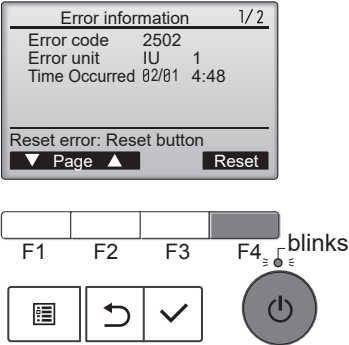 Error information 1/2
Error code 2502
Error unit IU 1
Time Occurred 02/01 4:48
Reset error: Reset button
▼ Page ▲ Reset
F1 F2 F3 F4 blinks